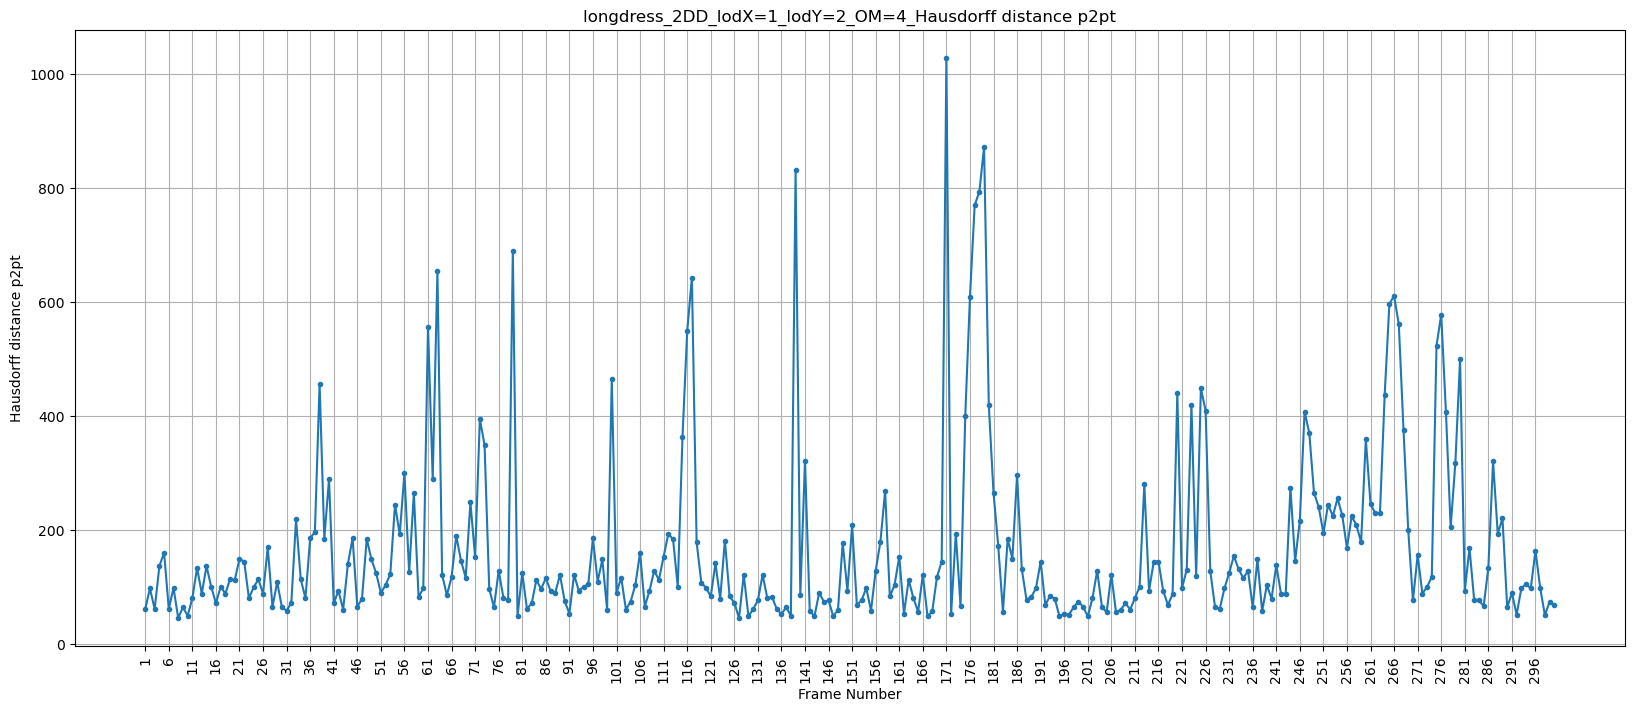 longdress_2DD_lodX=1_lodY=2_OM=4_Hausdorff distance p2pt
Hausdorff distance p2pt
1000
800
600
400
200
0
1 6 11 16 21 26 31 36 41 46 51 56 61 66 71 76 81 86 91 96 101 106 111 116 121 126 131 136 141 146 151 156 161 166 171 176 181 186 191 196 201 206 211 216 221 226 231 236 241 246 251 256 261 266 271 276 281 286 291 296
Frame Number